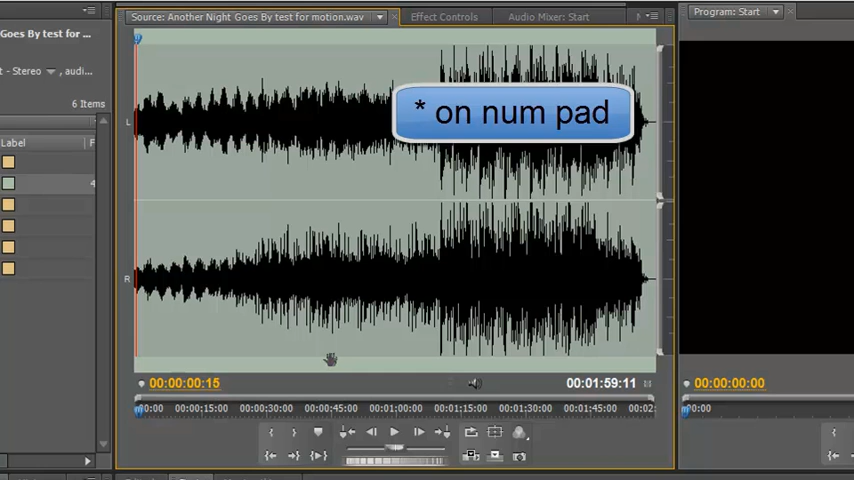 Source: Another Night Goes By test for motion.wav
Effect Controls
Audio Mixer: Start
Program: Start
Goes By test for ...
t - Stereo , audi...
6 Items
Label
F
4
* on num pad
L
R
00:00:00:15
00:01:59:11
00:00:00:00
00:00 00:00:15:00 00:00:30:00 00:00:45:00 00:01:00:00 00:01:15:00 00:01:30:00 00:01:45:00 00:02:
00:00